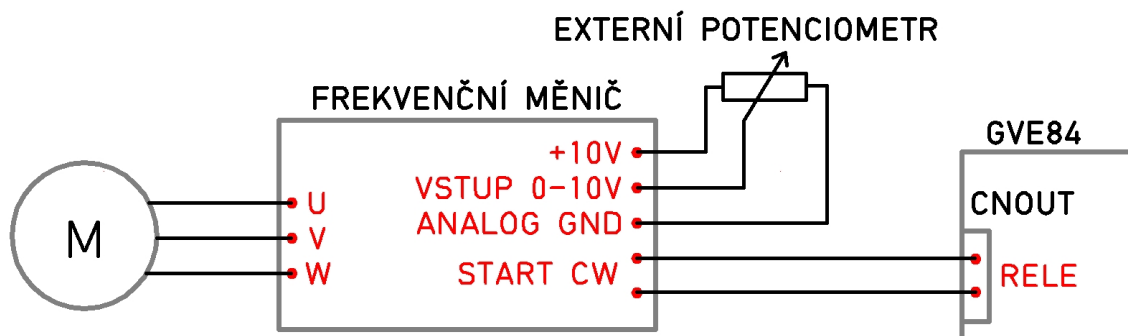 EXTERNÍ POTENCIOMETR
FREKVENČNÍ MĚNIČ
GVE84
+10V
VSTUP 0-10V
CNOUT
U
ANALOG GND
M
V
W
START CW
RELE